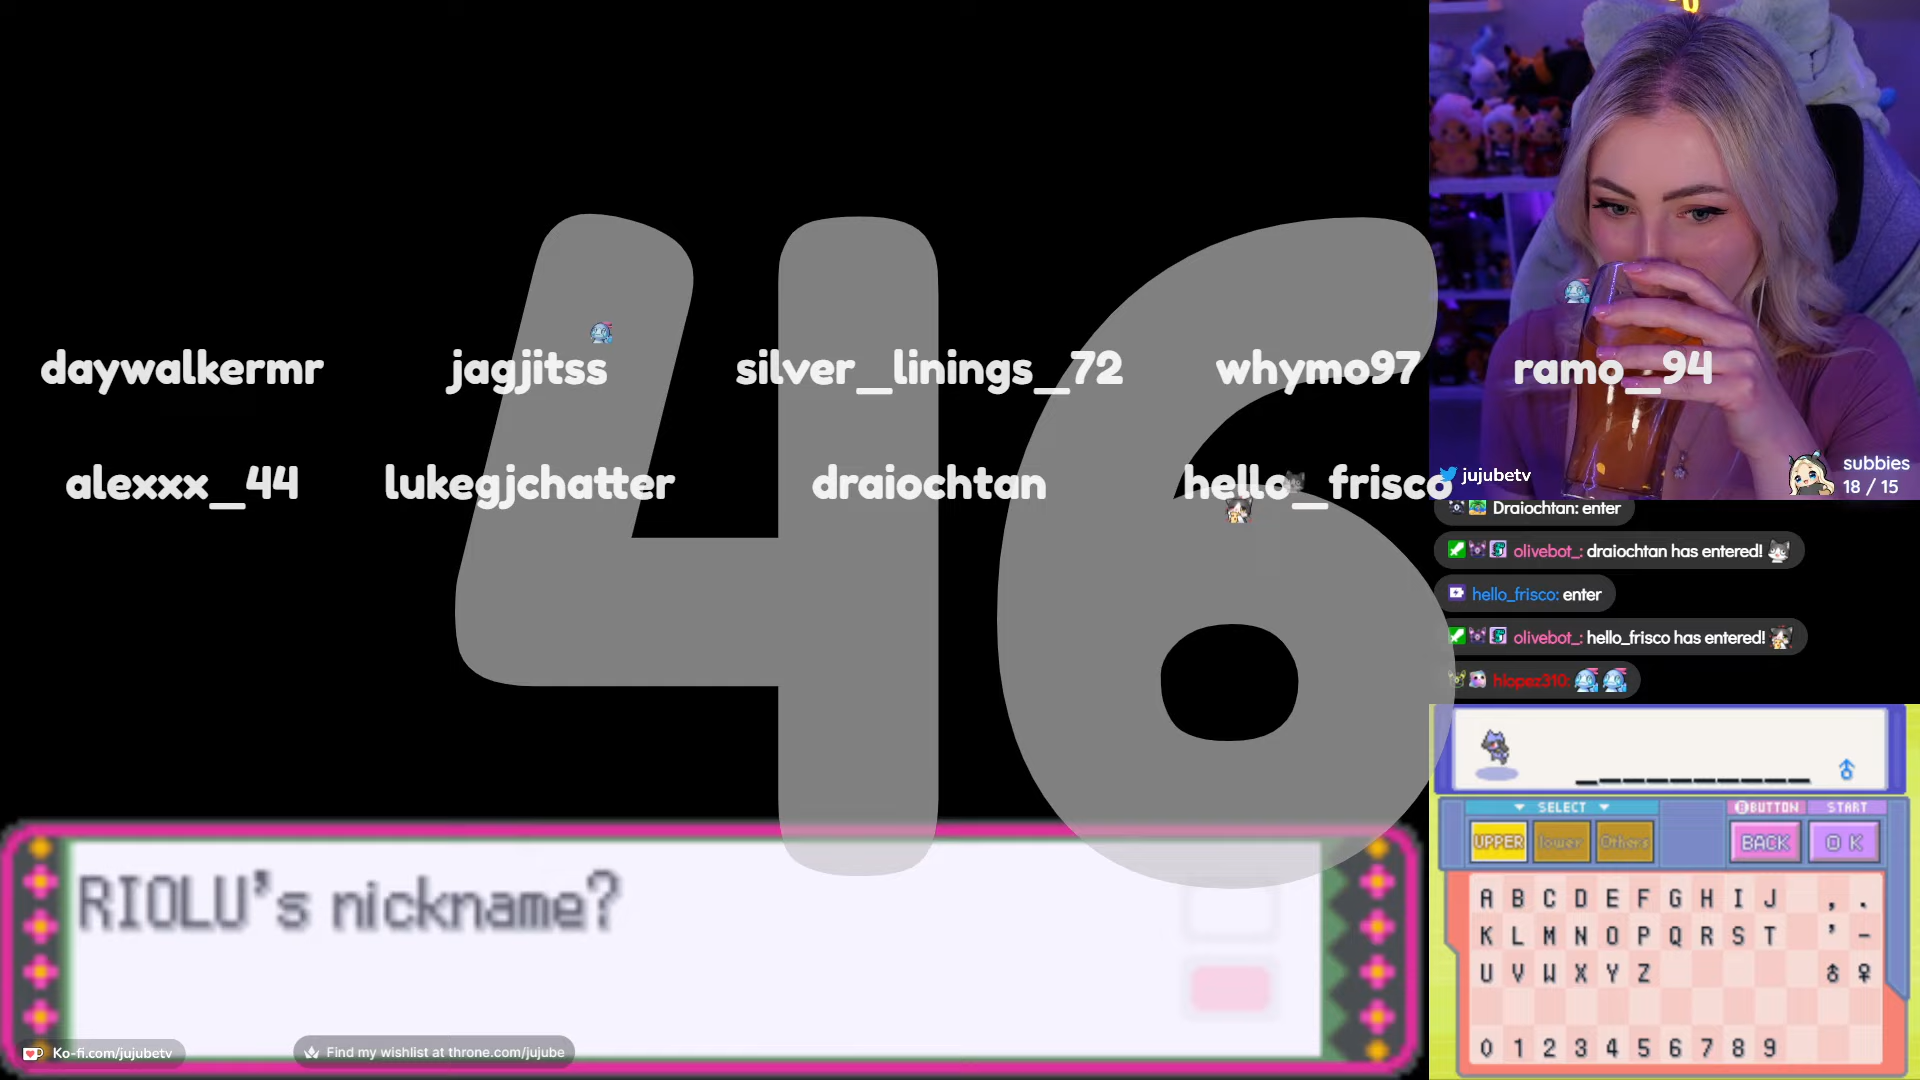 46
daywalkermr jagjitss silver_linings_72 whymo97 ramo_94
alexxx_44 lukegjchatter draiochtan hello_frisco
jujubetv
subbies
18 / 15
Draiochtan: enter
olivebot_: draiochtan has entered!
hello_frisco: enter
olivebot_: hello_frisco has entered!
hlopez310:
RIOLU's nickname?
Ko-fi.com/jujubetv
Find my wishlist at throne.com/jujube
SELECT BUTTON START
UPPER lower Others BACK OK
A B C D E F G H I J , .
K L M N O P Q R S T ' -
U V W X Y Z ♂ ♀
0 1 2 3 4 5 6 7 8 9